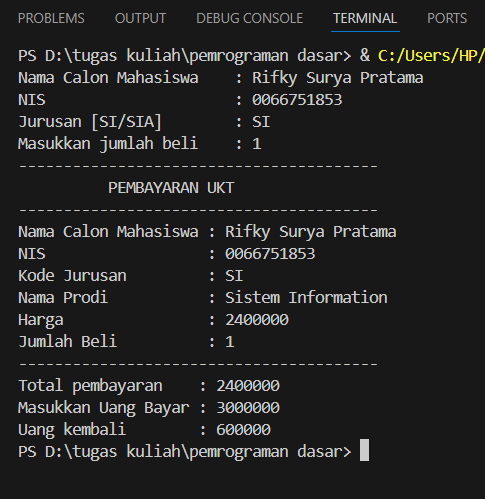 PROBLEMS OUTPUT DEBUG CONSOLE TERMINAL PORTS
PS D:\tugas kuliah\pemrograman dasar> & C:/Users/HP/
Nama Calon Mahasiswa    : Rifky Surya Pratama
NIS                     : 0066751853
Jurusan [SI/SIA]        : SI
Masukkan jumlah beli    : 1
----------------------------------------
          PEMBAYARAN UKT
----------------------------------------
Nama Calon Mahasiswa : Rifky Surya Pratama
NIS                  : 0066751853
Kode Jurusan         : SI
Nama Prodi           : Sistem Information
Harga                : 2400000
Jumlah Beli          : 1
----------------------------------------
Total pembayaran    : 2400000
Masukkan Uang Bayar : 3000000
Uang kembali        : 600000
PS D:\tugas kuliah\pemrograman dasar>